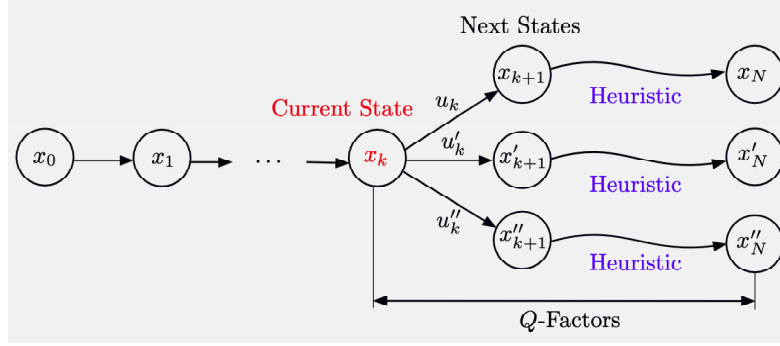 Next States
x_{k+1}
x_N
u_k
Heuristic
Current State
x_0
x_1
...
x_k
u'_k
x'_{k+1}
x'_N
Heuristic
u''_k
x''_{k+1}
x''_N
Heuristic
Q-Factors